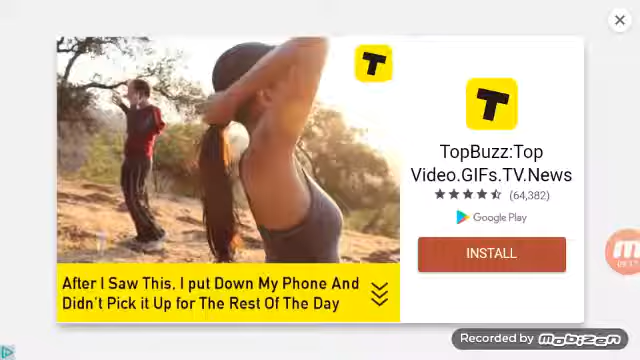 T
T
TopBuzz:Top
Video.GIFs.TV.News
(64,382)
Google Play
INSTALL
After I Saw This, I put Down My Phone And
Didn't Pick it Up for The Rest Of The Day
Recorded by MOBIZEN